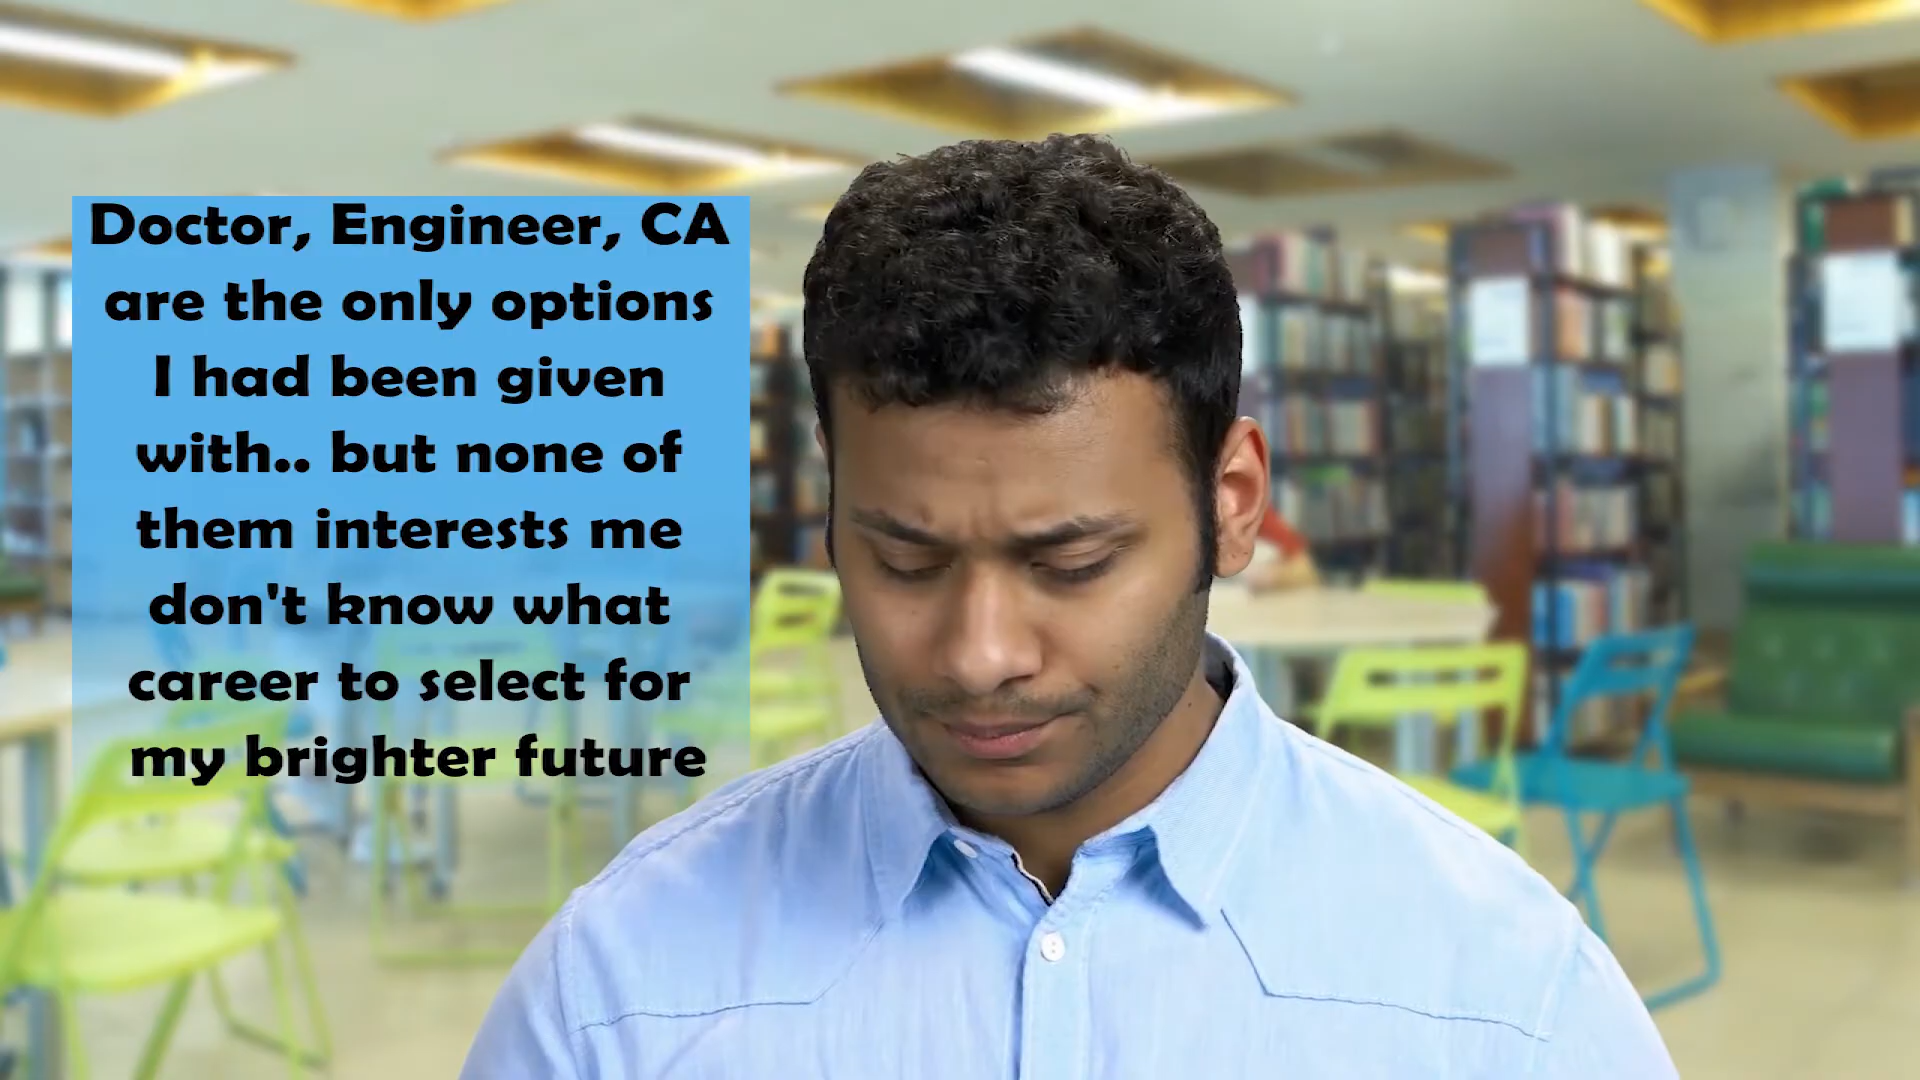 Doctor, Engineer, CA
are the only options
I had been given
with.. but none of
them interests me
don't know what
career to select for
my brighter future